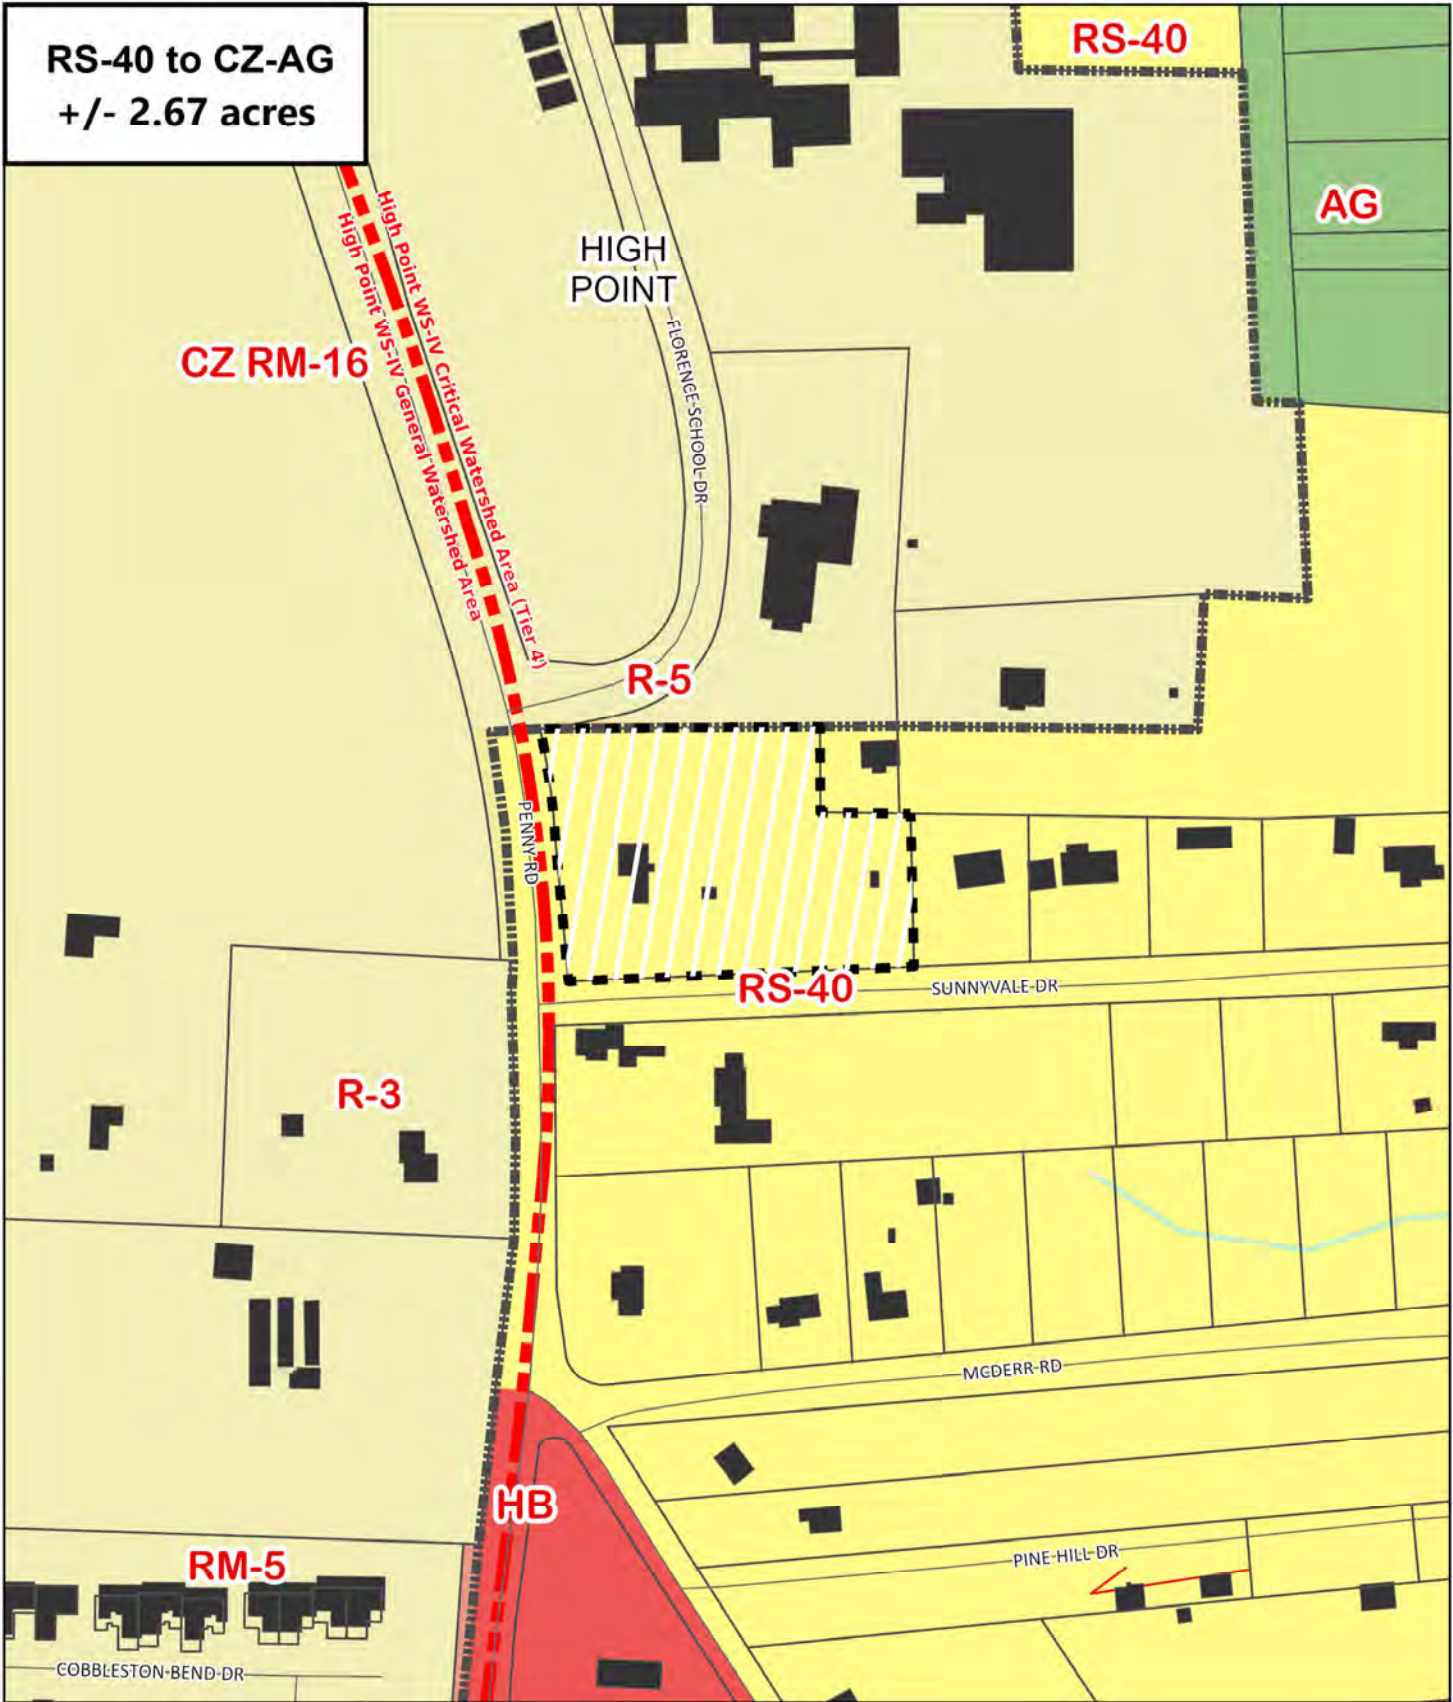 RS-40 to CZ-AG
+/- 2.67 acres
RS-40
AG
High Point WS-IV Critical Watershed Area (Tier 4)
High Point WS-IV General Watershed Area
HIGH
POINT
CZ RM-16
FLORENCE SCHOOL DR
R-5
PENNY RD
RS-40
SUNNYVALE DR
R-3
MCDERR RD
HB
RM-5
PINE HILL DR
COBBLESTON BEND DR